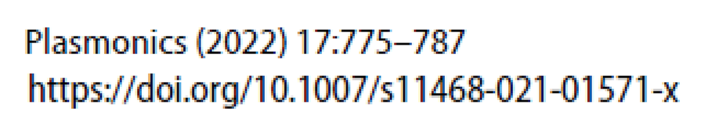 Plasmonics (2022) 17:775–787
https://doi.org/10.1007/s11468-021-01571-x